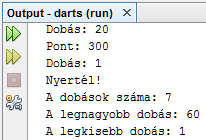 Output - darts (run)
Dobás: 20
Pont: 300
Dobás: 1
Nyertél!
A dobások száma: 7
A legnagyobb dobás: 60
A legkisebb dobás: 1